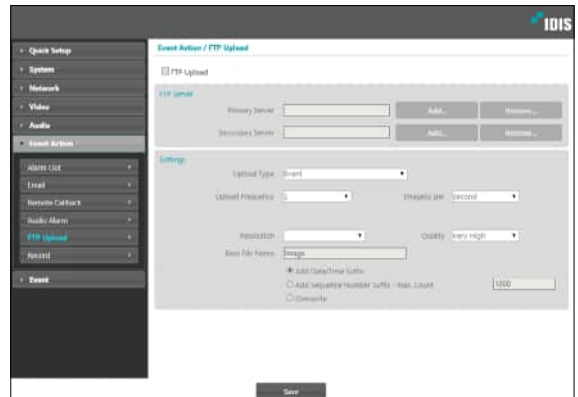 IDIS
Quick Setup
System
Network
Video
Audio
Event Action
Alarm Out
Email
Remote Callback
Audio Alarm
FTP Upload
Record
Event
Event Action / FTP Upload
FTP Upload
FTP Server
Primary Server Add... Remove...
Secondary Server Add... Remove...
Settings
Upload Type Event
Upload Frequency 1 Image(s) per Second
Resolution Quality Very High
Base File Name Image
Add Date/Time Suffix
Add Sequence Number Suffix - Max. Count 1000
Overwrite
Save